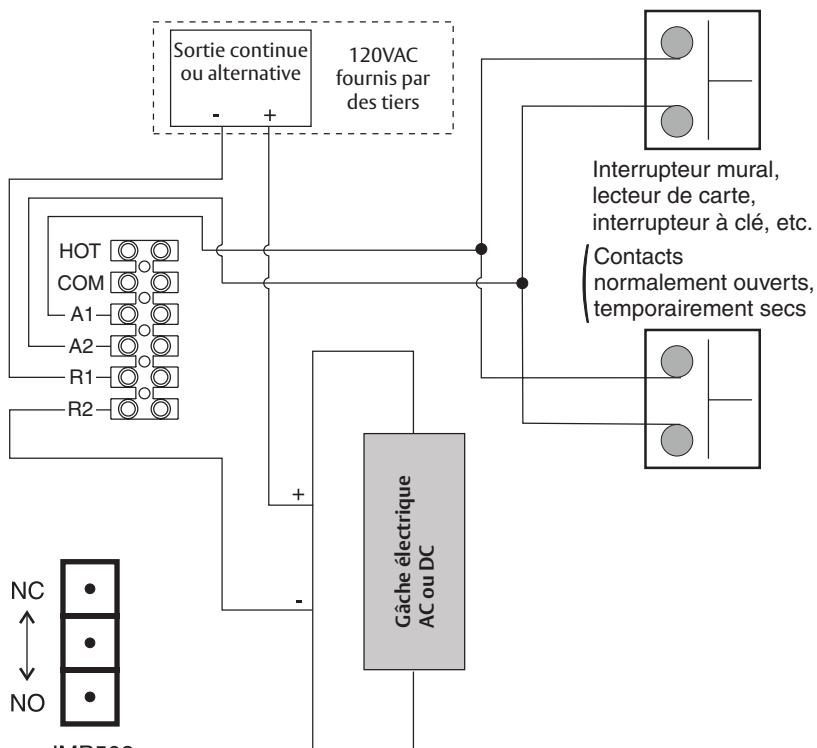 Sortie continue
ou alternative
- +
120VAC
fournis par
des tiers
Interrupteur mural,
lecteur de carte,
interrupteur à clé, etc.
Contacts
normalement ouverts,
temporairement secs
HOT
COM
A1
A2
R1
R2
+
-
Gâche électrique
AC ou DC
NC
NO